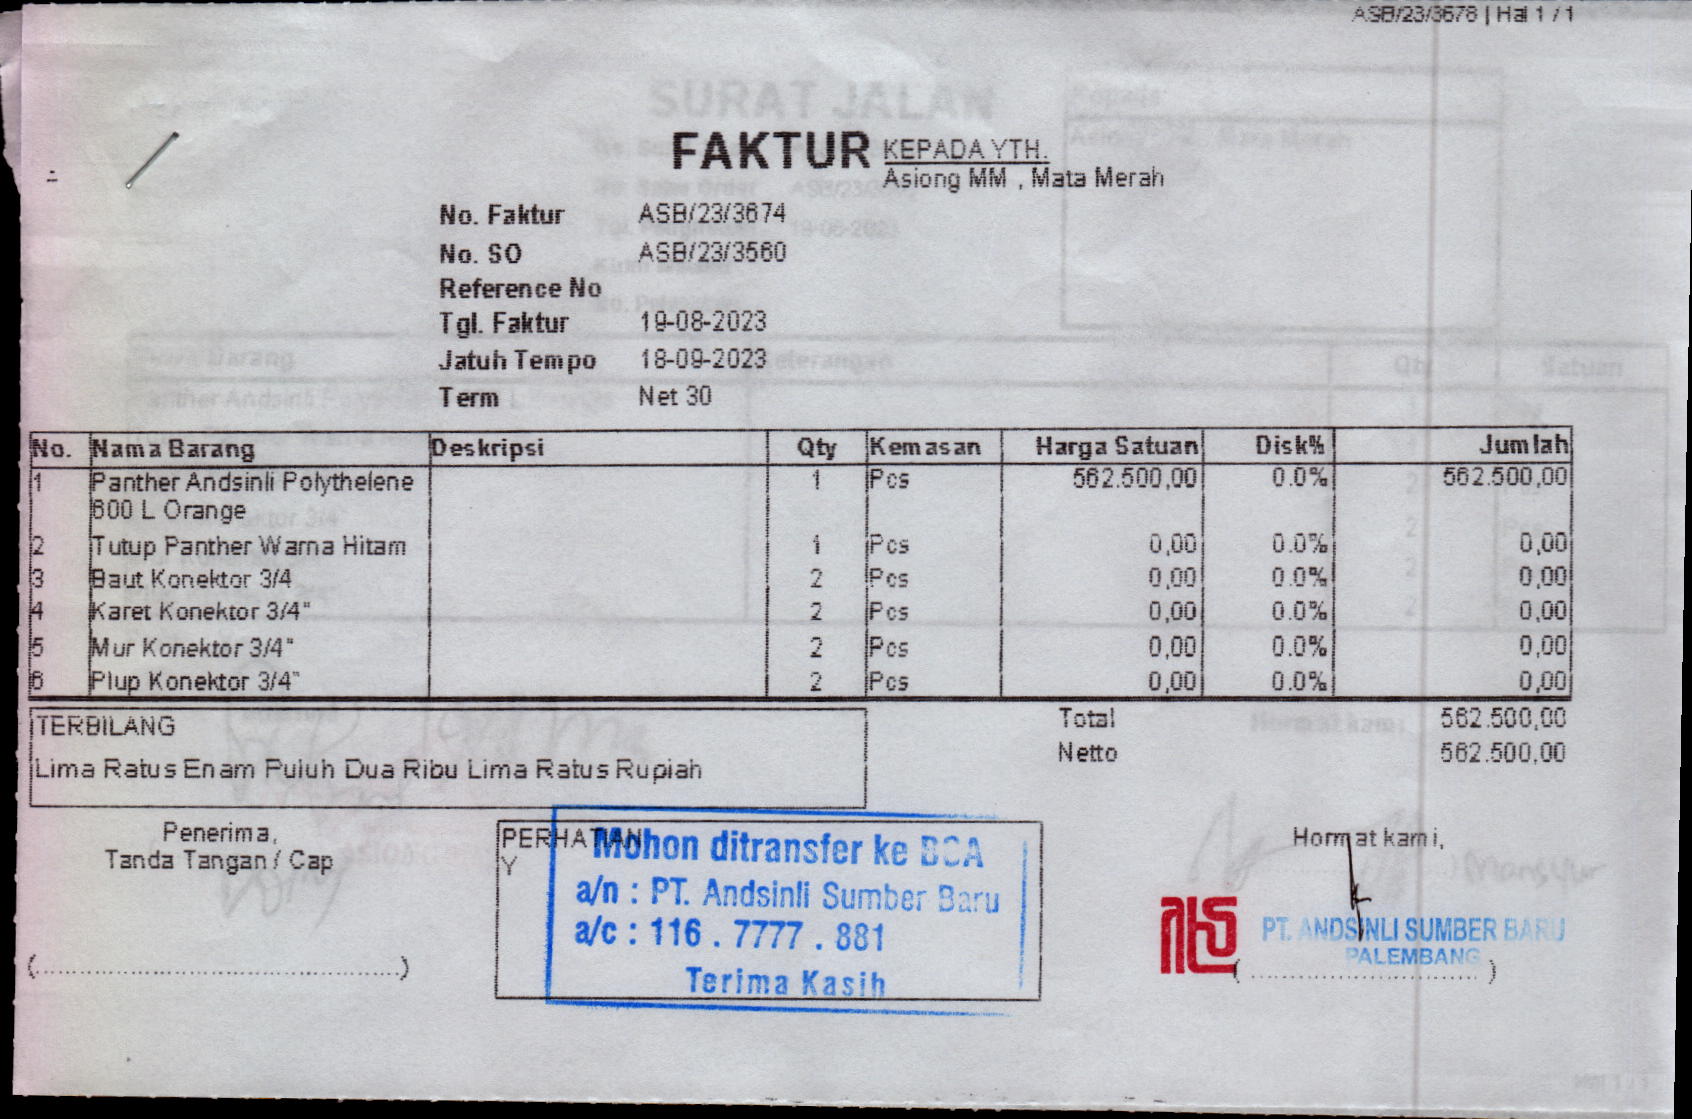 ASB/23/3678 | Hal 1 / 1
SURAT JALAN
FAKTUR
KEPADA YTH.
Asiong MM , Mata Merah
No. Faktur ASB/23/3674
No. SO ASB/23/3560
Reference No
Tgl. Faktur 19-08-2023
Jatuh Tempo 18-09-2023
Term Net 30
No. Nama Barang Deskripsi Qty Kemasan Harga Satuan Disk% Jumlah
1 Panther Andsinli Polythelene 1 Pcs 562.500,00 0.0% 562.500,00
600 L Orange
2 Tutup Panther Warna Hitam 1 Pcs 0,00 0.0% 0,00
3 Baut Konektor 3/4 2 Pcs 0,00 0.0% 0,00
4 Karet Konektor 3/4" 2 Pcs 0,00 0.0% 0,00
5 Mur Konektor 3/4" 2 Pcs 0,00 0.0% 0,00
6 Plup Konektor 3/4" 2 Pcs 0,00 0.0% 0,00
TERBILANG
Lima Ratus Enam Puluh Dua Ribu Lima Ratus Rupiah
Total 562.500,00
Netto 562.500,00
Penerima,
Tanda Tangan / Cap
(........................................)
PERHATIAN
Y
Mohon ditransfer ke BCA
a/n : PT. Andsinli Sumber Baru
a/c : 116 . 7777 . 881
Terima Kasih
Hormat kami,
PT. ANDSINLI SUMBER BARU
PALEMBANG
(........................................)